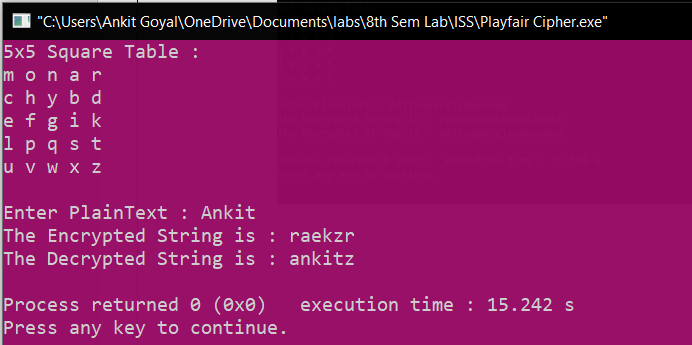 "C:\Users\Ankit Goyal\OneDrive\Documents\labs\8th Sem Lab\ISS\Playfair Cipher.exe"
5x5 Square Table :
m o n a r
c h y b d
e f g i k
l p q s t
u v w x z
Enter PlainText : Ankit
The Encrypted String is : raekzr
The Decrypted String is : ankitz
Process returned 0 (0x0)   execution time : 15.242 s
Press any key to continue.